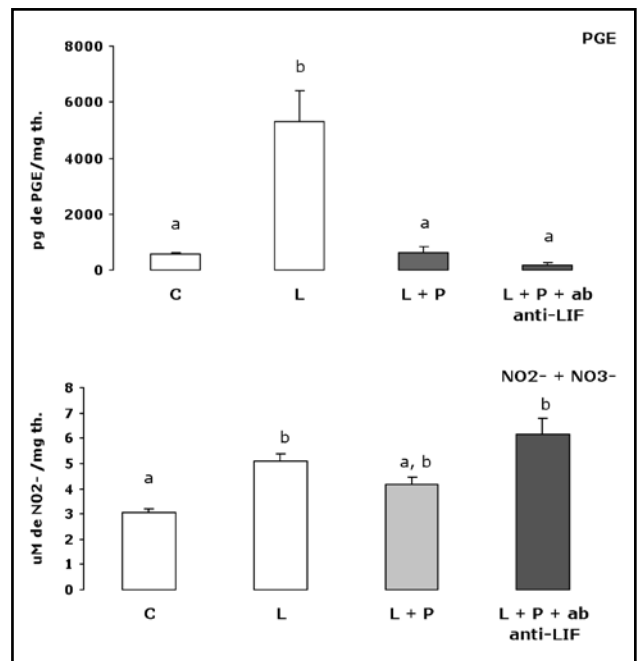 PGE
pg de PGE/mg th.
8000
6000
4000
2000
0
a
b
a
a
C
L
L + P
L + P + ab
anti-LIF
NO2- + NO3-
uM de N02- /mg th.
8
7
6
5
4
3
2
1
0
a
b
a, b
b
C
L
L + P
L + P + ab
anti-LIF